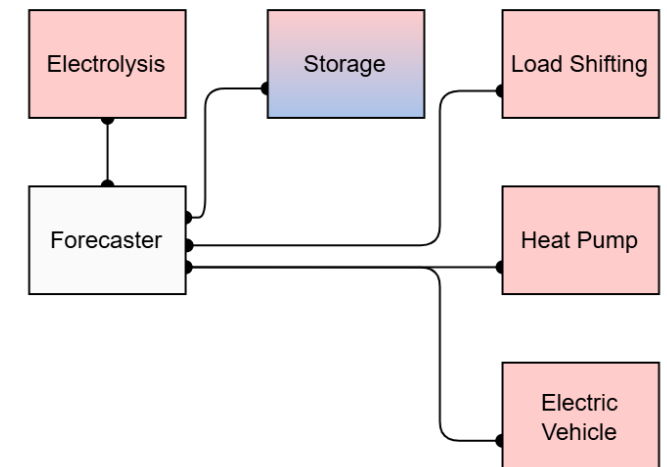 Electrolysis
Storage
Load Shifting
Forecaster
Heat Pump
Electric
Vehicle